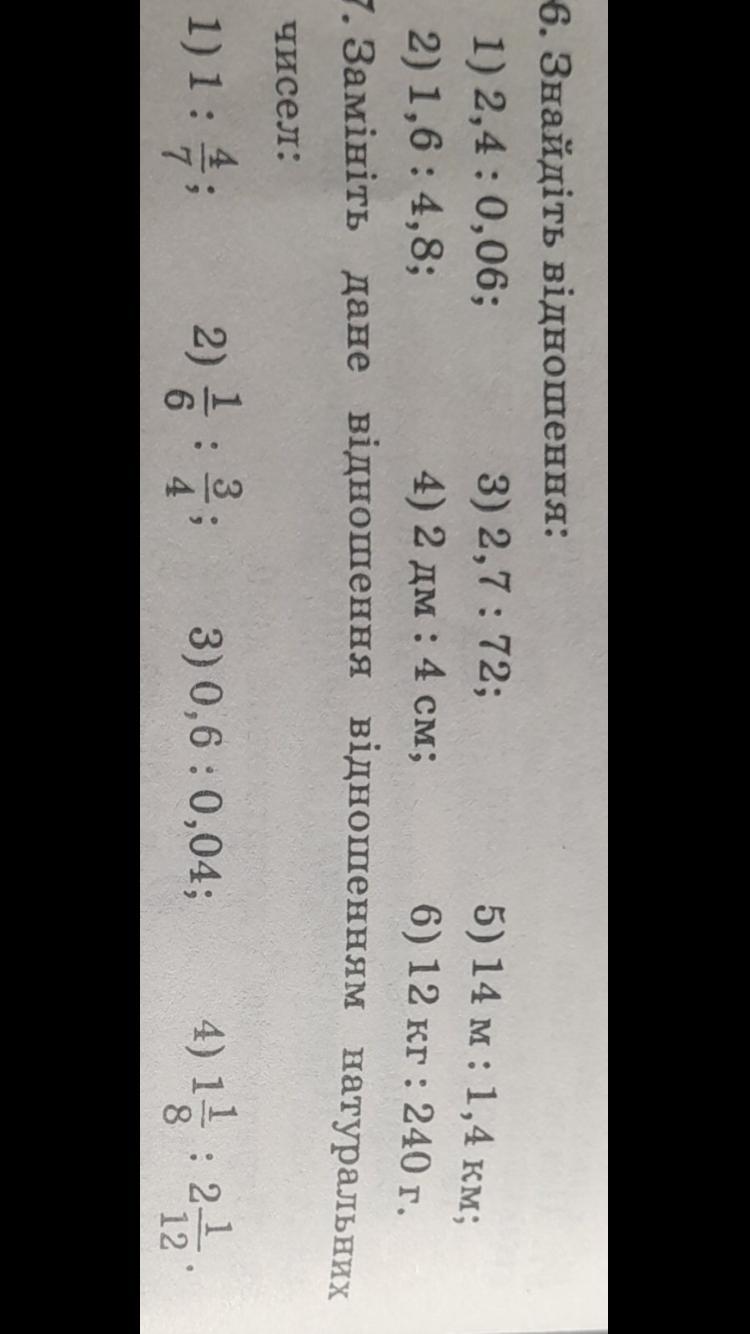 6. Знайдіть відношення:
1) 2,4 : 0,06; 3) 2,7 : 72; 5) 14 м : 1,4 км;
2) 1,6 : 4,8; 4) 2 дм : 4 см; 6) 12 кг : 240 г.
7. Замініть дане відношення відношенням натуральних
чисел:
1) 1 : 4/7; 2) 1/6 : 3/4; 3) 0,6 : 0,04; 4) 1 1/8 : 2 1/12.